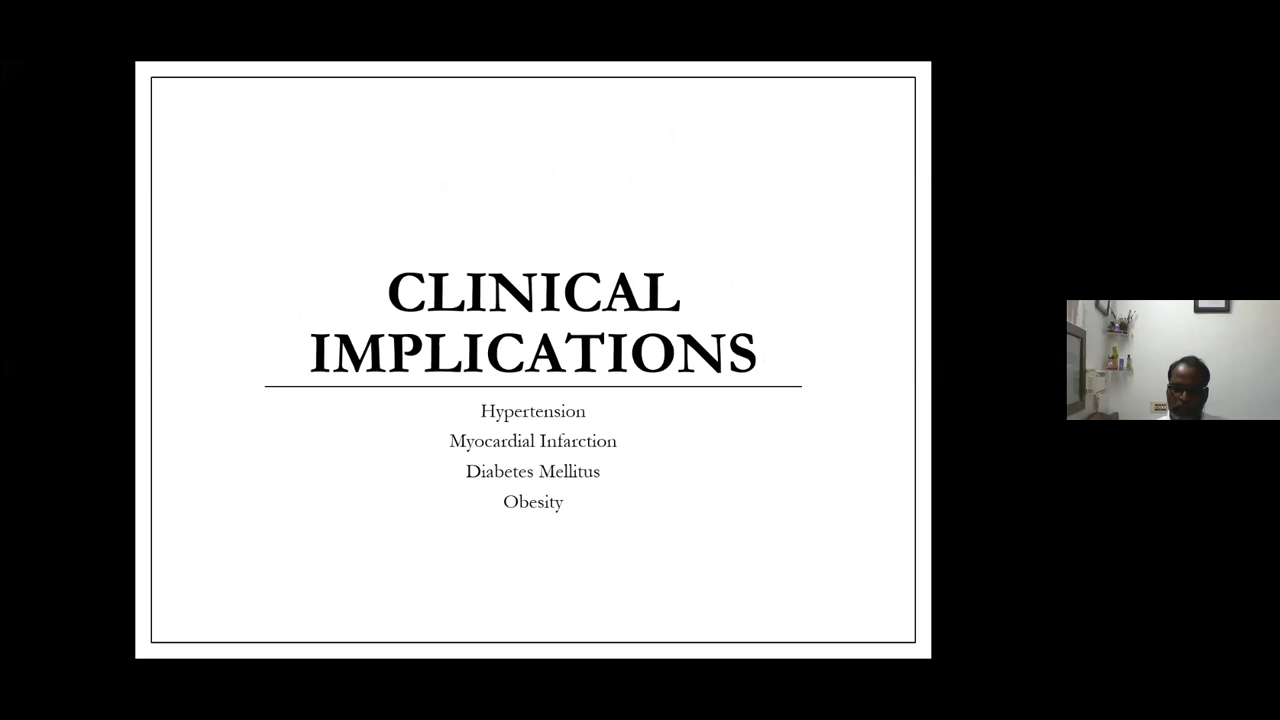 CLINICAL
IMPLICATIONS
Hypertension
Myocardial Infarction
Diabetes Mellitus
Obesity